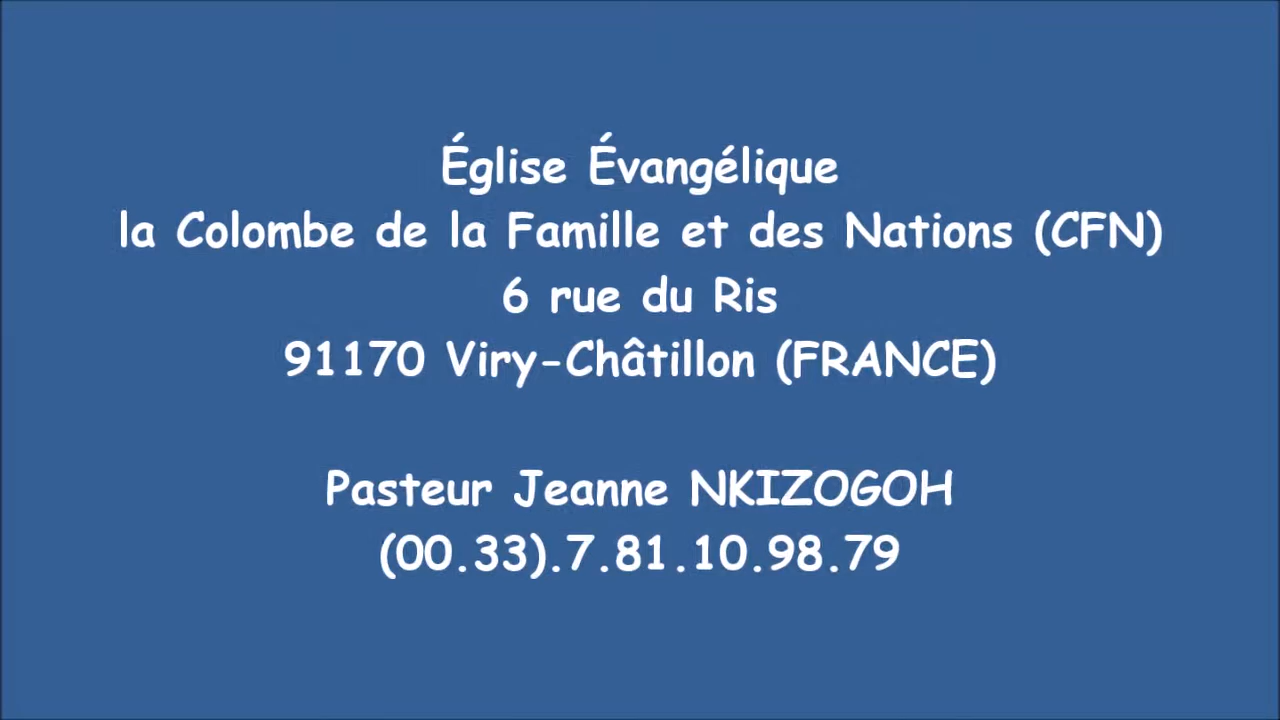 Église Évangélique
la Colombe de la Famille et des Nations (CFN)
6 rue du Ris
91170 Viry-Châtillon (FRANCE)
Pasteur Jeanne NKIZOGOH
(00.33).7.81.10.98.79